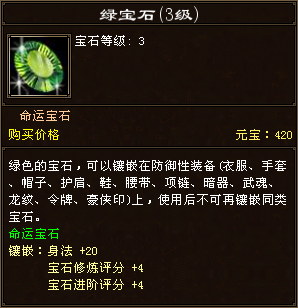 绿宝石(3级)
宝石等级: 3
命运宝石
购买价格 元宝: 420
绿色的宝石，可以镶嵌在防御性装备(衣服、手套
、帽子、护肩、鞋、腰带、项链、暗器、武魂、
龙纹、令牌、豪侠印)上，使用后不可再镶嵌同类
宝石。
命运宝石
镶嵌：身法 +20
宝石修炼评分 +4
宝石进阶评分 +4